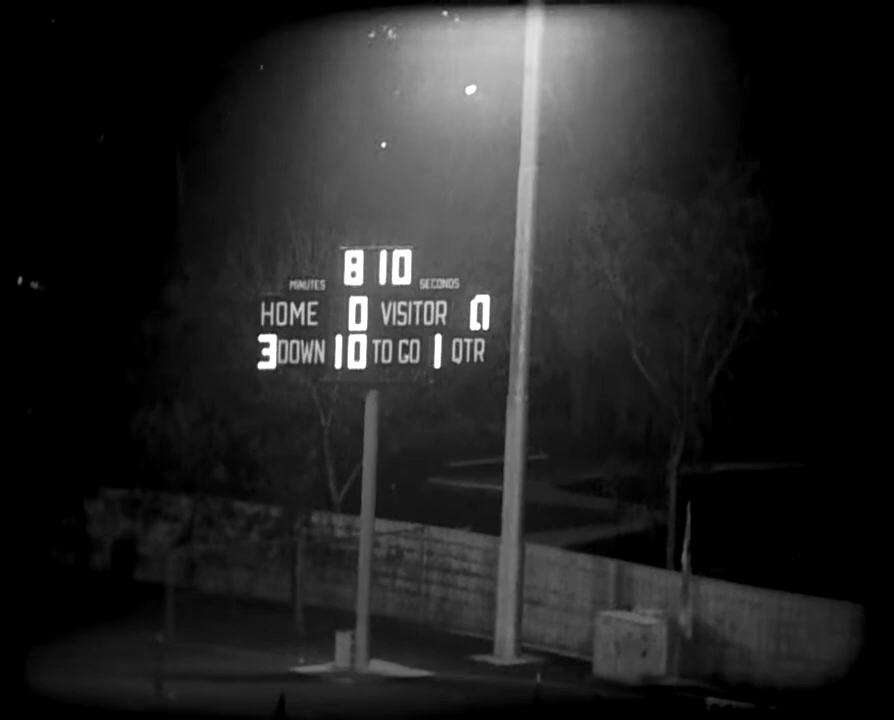 8 10
MINUTES SECONDS
HOME 0 VISITOR 0
3 DOWN 10 TO GO 1 QTR